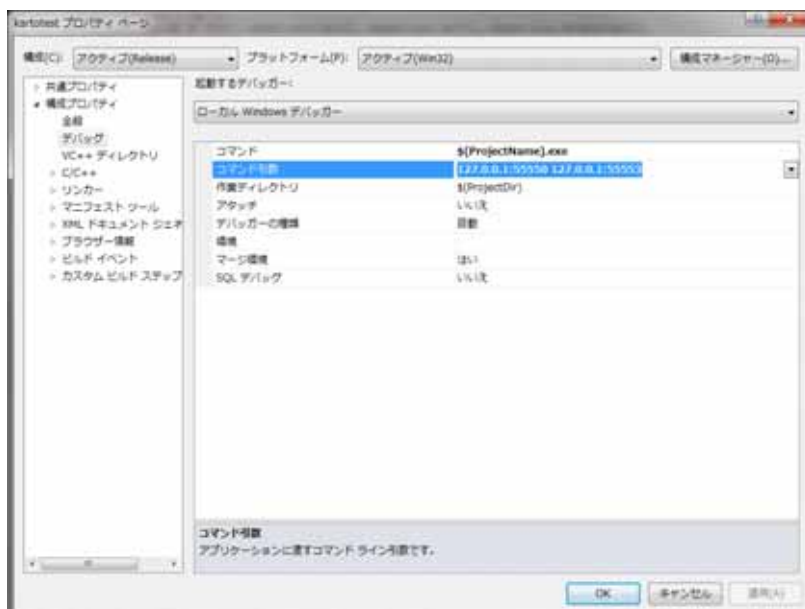 kartotest プロパティ ページ
構成(C): アクティブ(Release) プラットフォーム(P): アクティブ(Win32) 構成マネージャー(O)...
共通プロパティ
構成プロパティ
全般
デバッグ
VC++ ディレクトリ
C/C++
リンカー
マニフェスト ツール
XML ドキュメント ジェネ
ブラウザー情報
ビルド イベント
カスタム ビルド ステップ
起動するデバッガー:
ローカル Windows デバッガー
コマンド $(ProjectName).exe
コマンド引数 127.0.0.1:55550 127.0.0.1:55553
作業ディレクトリ $(ProjectDir)
アタッチ いいえ
デバッガーの種類 自動
環境
マージ環境 はい
SQL デバッグ いいえ
コマンド引数
アプリケーションに渡すコマンド ライン引数です。
OK キャンセル 適用(A)